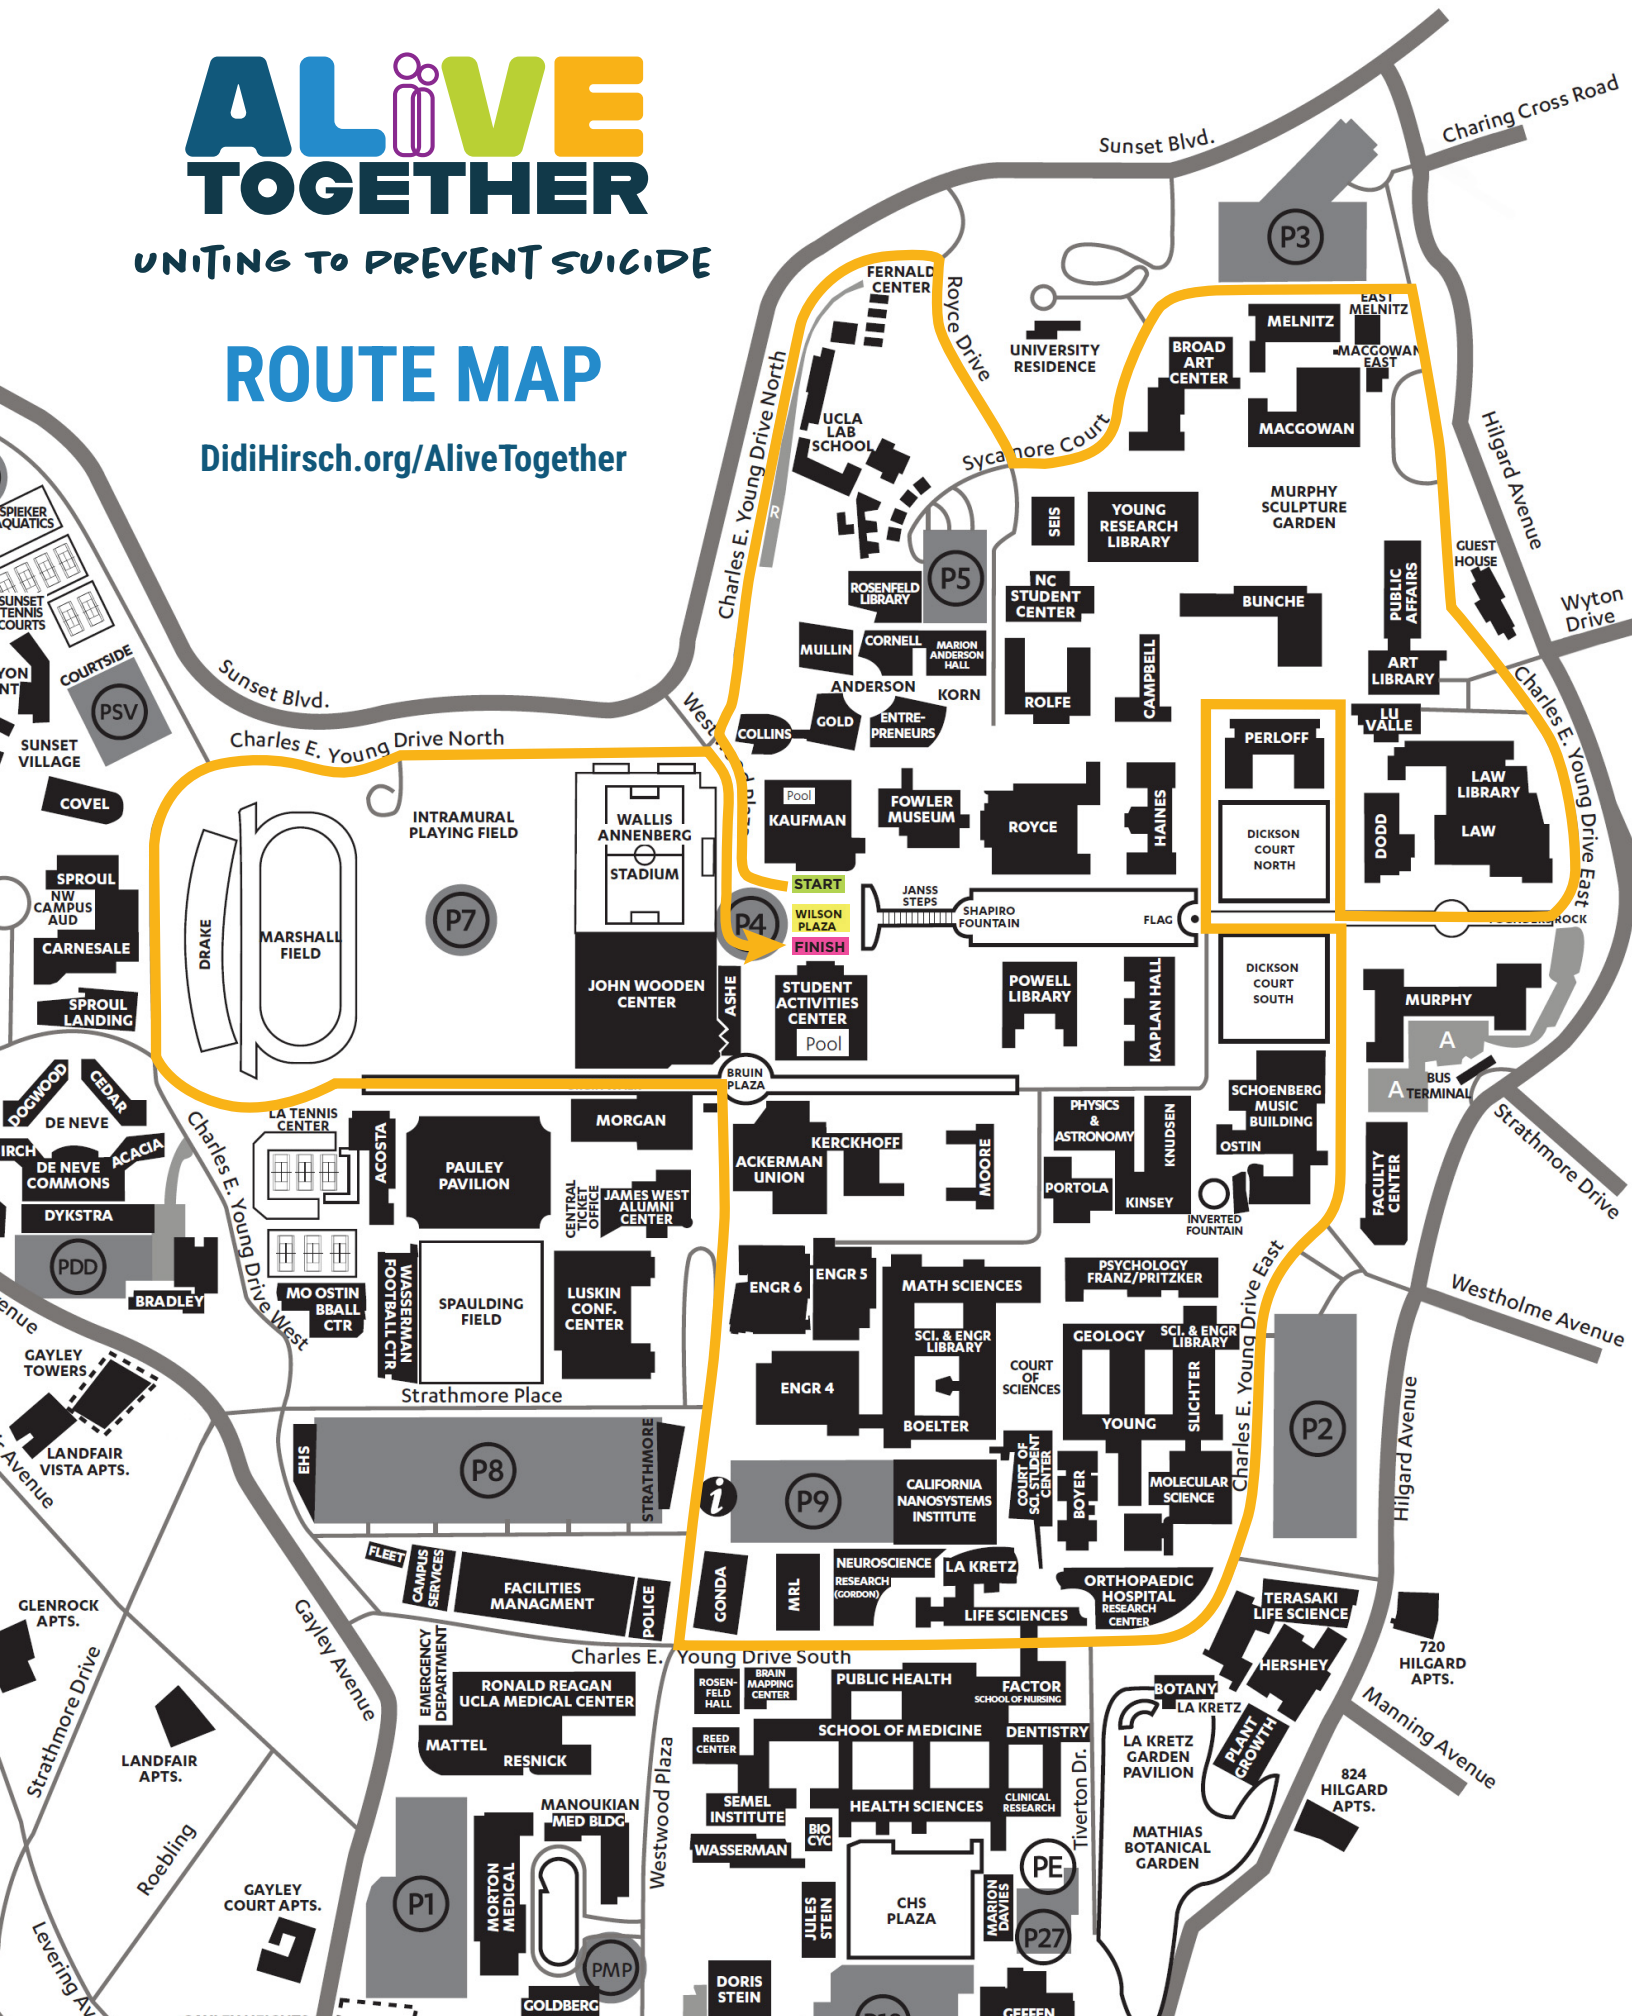 ALiVE
TOGETHER
UNITING TO PREVENT SUICIDE
ROUTE MAP
DidiHirsch.org/AliveTogether
Sunset Blvd.
Charing Cross Road
P3
FERNALD
CENTER
Royce Drive
UNIVERSITY
RESIDENCE
EAST
MELNITZ
MELNITZ
MACGOWAN
EAST
BROAD
ART
CENTER
MACGOWAN
Charles E. Young Drive North
UCLA
LAB
SCHOOL
Sycamore Court
Hilgard Avenue
R
SEIS
YOUNG
RESEARCH
LIBRARY
MURPHY
SCULPTURE
GARDEN
GUEST
HOUSE
PUBLIC
AFFAIRS
Wyton
Drive
P5
ROSENFELD
LIBRARY
NC
STUDENT
CENTER
BUNCHE
MULLIN
CORNELL
MARION
ANDERSON
HALL
ANDERSON
KORN
ROLFE
CAMPBELL
ART
LIBRARY
LU
VALLE
COLLINS
GOLD
ENTRE-
PRENEURS
PERLOFF
Charles E. Young Drive East
SPIEKER
AQUATICS
SUNSET
TENNIS
COURTS
COURTSIDE
PSV
SUNSET
VILLAGE
COVEL
Sunset Blvd.
Charles E. Young Drive North
INTRAMURAL
PLAYING FIELD
WALLIS
ANNENBERG
STADIUM
Pool
KAUFMAN
FOWLER
MUSEUM
ROYCE
HAINES
DICKSON
COURT
NORTH
DODD
LAW
LIBRARY
LAW
SPROUL
NW
CAMPUS
AUD
CARNESALE
SPROUL
LANDING
DRAKE
MARSHALL
FIELD
P7
P4
START
WILSON
PLAZA
FINISH
JANSS
STEPS
SHAPIRO
FOUNTAIN
FLAG
JOHN WOODEN
CENTER
ASHE
STUDENT
ACTIVITIES
CENTER
Pool
POWELL
LIBRARY
KAPLAN HALL
DICKSON
COURT
SOUTH
MURPHY
A
A
BUS
TERMINAL
Strathmore Drive
BRUIN
PLAZA
DOGWOOD
CEDAR
DE NEVE
DE NEVE
COMMONS
ACACIA
DYKSTRA
PDD
BRADLEY
Charles E. Young Drive West
LA TENNIS
CENTER
ACOSTA
PAULEY
PAVILION
MORGAN
CENTRAL
TICKET
OFFICE
JAMES WEST
ALUMNI
CENTER
ACKERMAN
UNION
KERCKHOFF
MOORE
PHYSICS
&
ASTRONOMY
KNUDSEN
PORTOLA
KINSEY
SCHOENBERG
MUSIC
BUILDING
OSTIN
INVERTED
FOUNTAIN
FACULTY
CENTER
MO OSTIN
BBALL
CTR
WASSERMAN
FOOTBALL CTR
SPAULDING
FIELD
LUSKIN
CONF.
CENTER
ENGR 6
ENGR 5
MATH SCIENCES
PSYCHOLOGY
FRANZ/PRITZKER
SCI. & ENGR
LIBRARY
COURT
OF
SCIENCES
GEOLOGY
SCI. & ENGR
LIBRARY
SLICHTER
Charles E. Young Drive East
Westholme Avenue
GAYLEY
TOWERS
LANDFAIR
VISTA APTS.
Strathmore Place
ENGR 4
BOELTER
YOUNG
P2
Hilgard Avenue
EHS
P8
STRATHMORE
i
P9
CALIFORNIA
NANOSYSTEMS
INSTITUTE
COURT OF
SCI. STUDENT
CENTER
BOYER
MOLECULAR
SCIENCE
FLEET
CAMPUS
SERVICES
FACILITIES
MANAGMENT
POLICE
GONDA
MRL
NEUROSCIENCE
RESEARCH
(GORDON)
LA KRETZ
LIFE SCIENCES
ORTHOPAEDIC
HOSPITAL
RESEARCH
CENTER
TERASAKI
LIFE SCIENCE
HERSHEY
720
HILGARD
APTS.
GLENROCK
APTS.
Strathmore Drive
Gayley Avenue
Charles E. Young Drive South
EMERGENCY
DEPARTMENT
RONALD REAGAN
UCLA MEDICAL CENTER
MATTEL
RESNICK
ROSEN-
FELD
HALL
BRAIN
MAPPING
CENTER
PUBLIC HEALTH
FACTOR
SCHOOL OF NURSING
BOTANY
LA KRETZ
LA KRETZ
GARDEN
PAVILION
PLANT
GROWTH
Manning Avenue
LANDFAIR
APTS.
REED
CENTER
SCHOOL OF MEDICINE
DENTISTRY
824
HILGARD
APTS.
Westwood Plaza
Tiverton Dr.
MANOUKIAN
MED BLDG
SEMEL
INSTITUTE
BIO
CYC
HEALTH SCIENCES
CLINICAL
RESEARCH
MATHIAS
BOTANICAL
GARDEN
Roebling
GAYLEY
COURT APTS.
P1
MORTON
MEDICAL
WASSERMAN
PE
JULES
STEIN
CHS
PLAZA
MARION
DAVIES
P27
PMP
GOLDBERG
DORIS
STEIN
GEFFEN